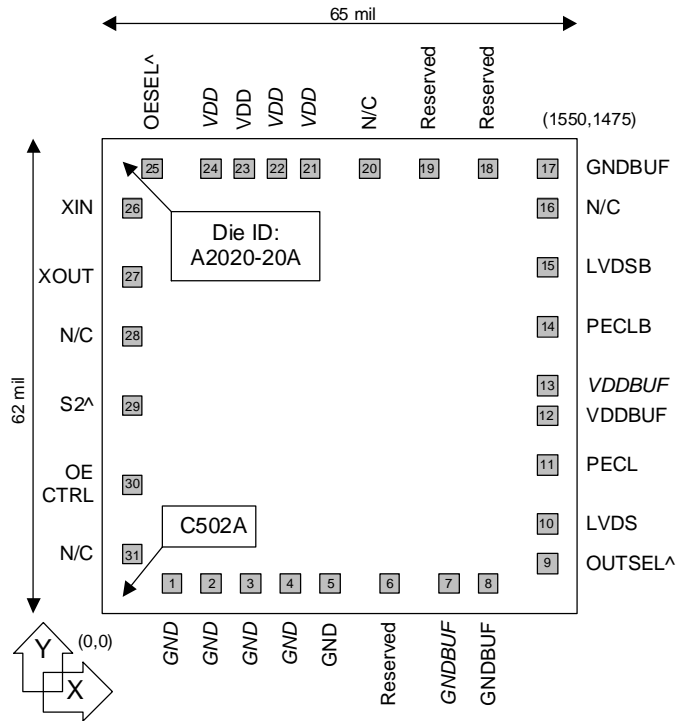 65 mil
OESEL^
VDD
VDD
VDD
VDD
N/C
Reserved
Reserved
(1550,1475)
25
24
23
22
21
20
19
18
17
GNDBUF
XIN
26
16
N/C
Die ID:
A2020-20A
XOUT
27
15
LVDSB
N/C
28
14
PECLB
62 mil
13
VDDBUF
S2^
29
12
VDDBUF
OE
CTRL
30
11
PECL
C502A
10
LVDS
N/C
31
9
OUTSEL^
1
2
3
4
5
6
7
8
(0,0)
Y
X
GND
GND
GND
GND
GND
Reserved
GNDBUF
GNDBUF